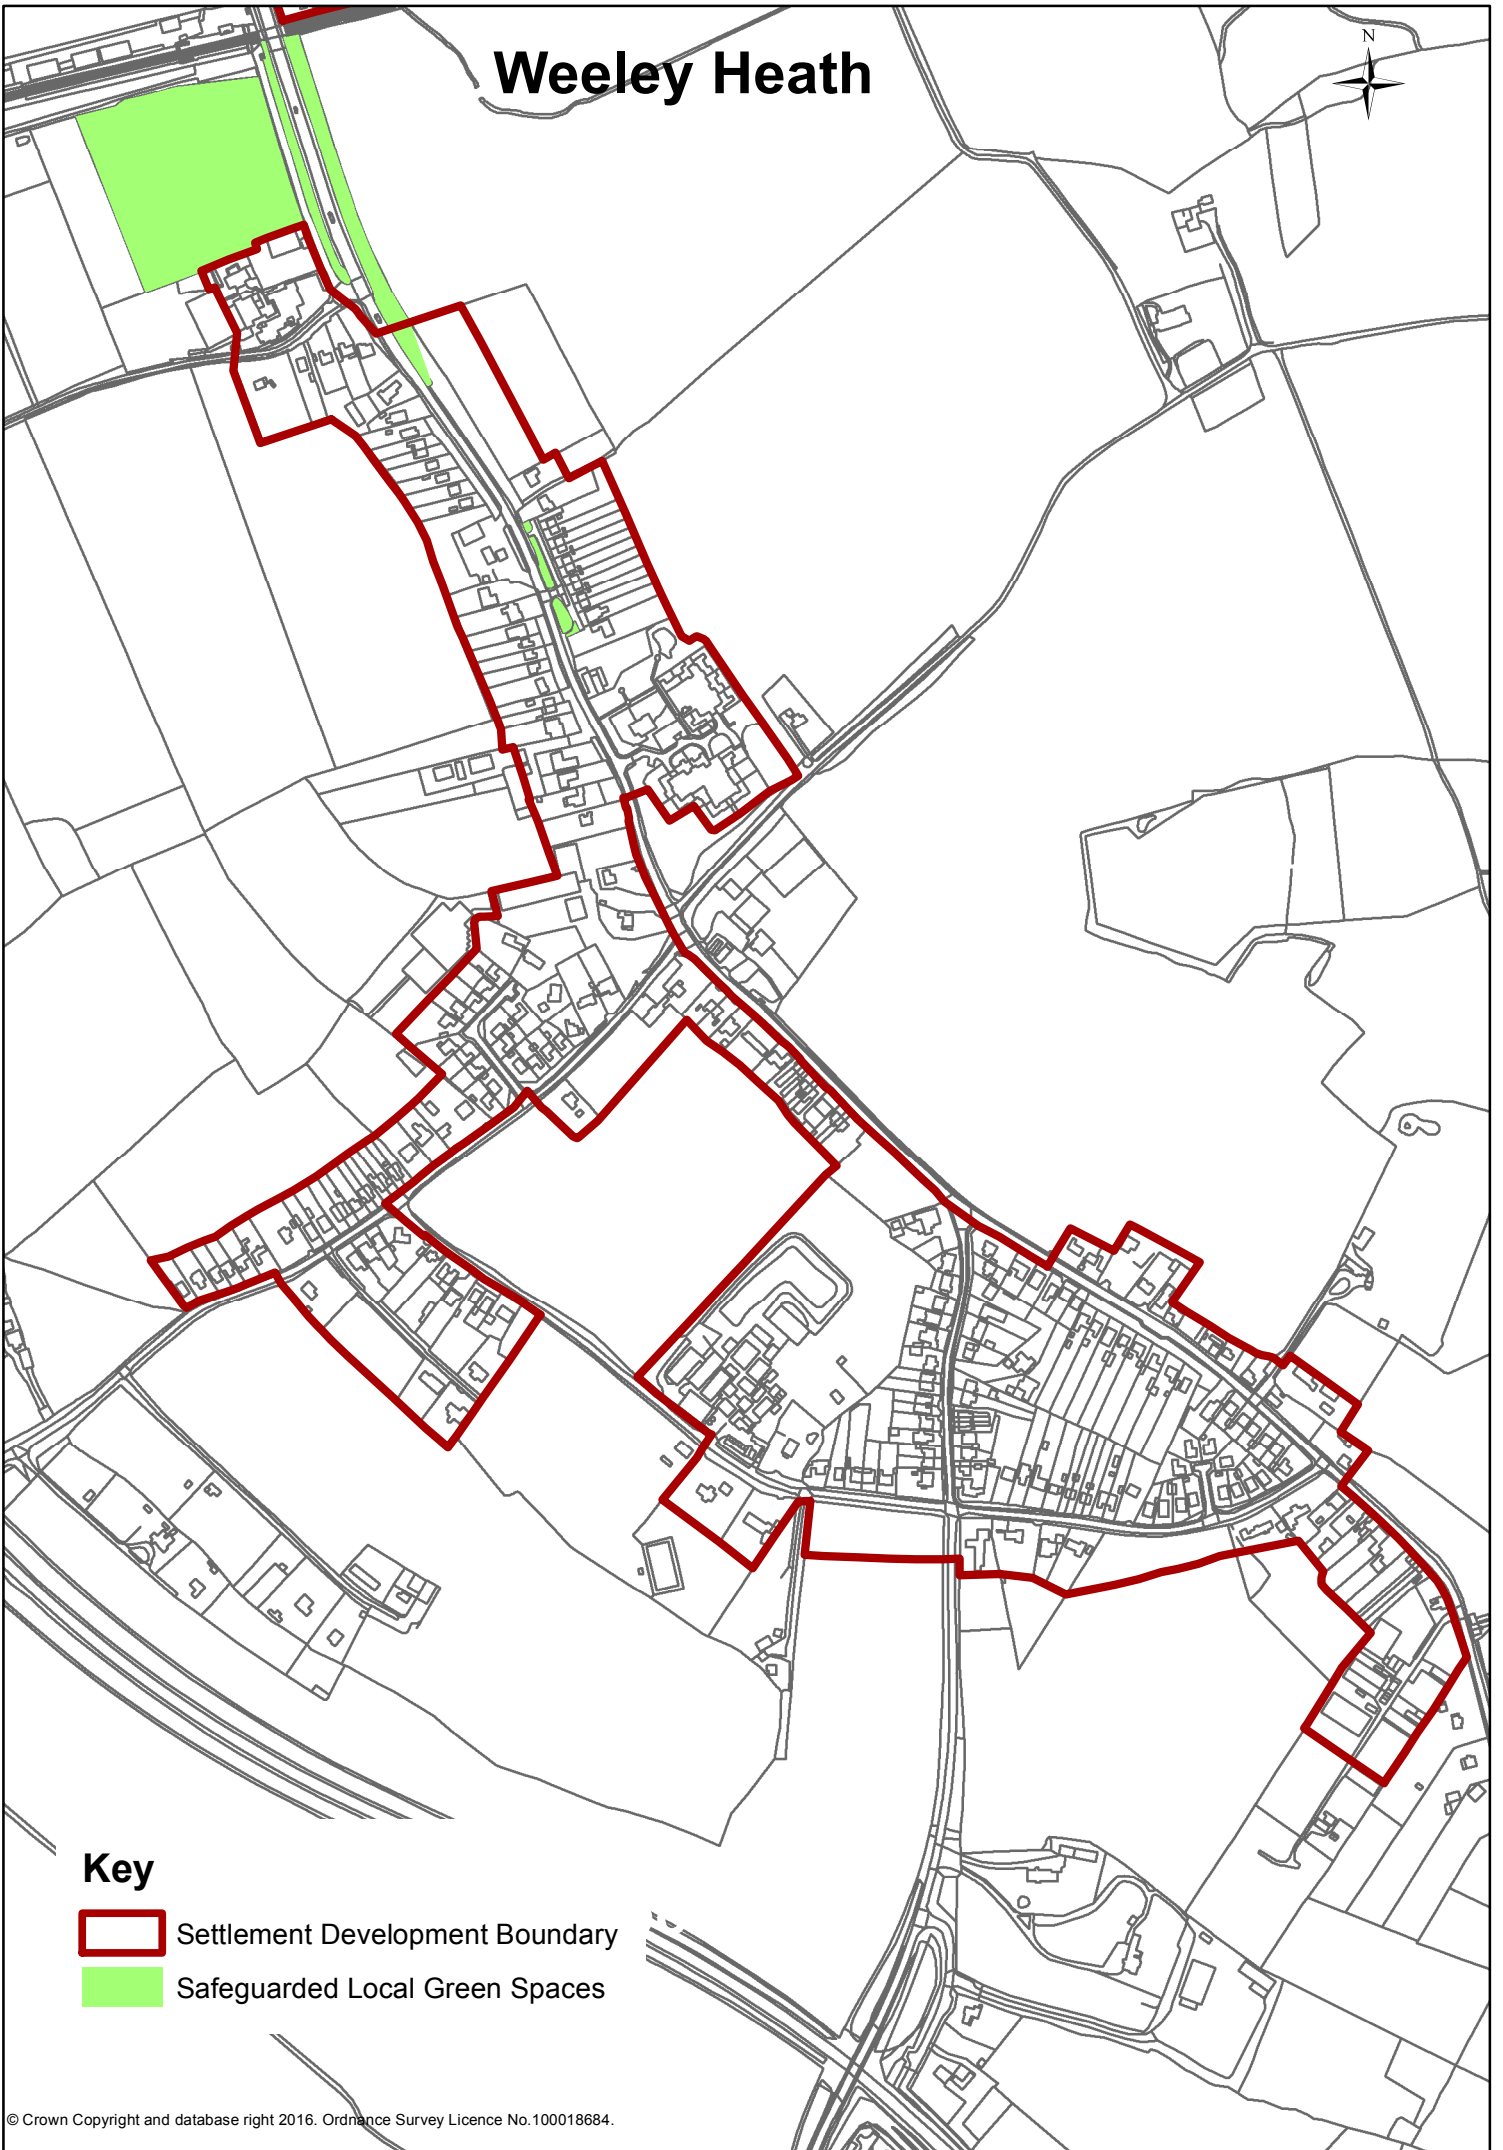 Weeley Heath
N
Key
Settlement Development Boundary
Safeguarded Local Green Spaces
© Crown Copyright and database right 2016. Ordnance Survey Licence No.100018684.